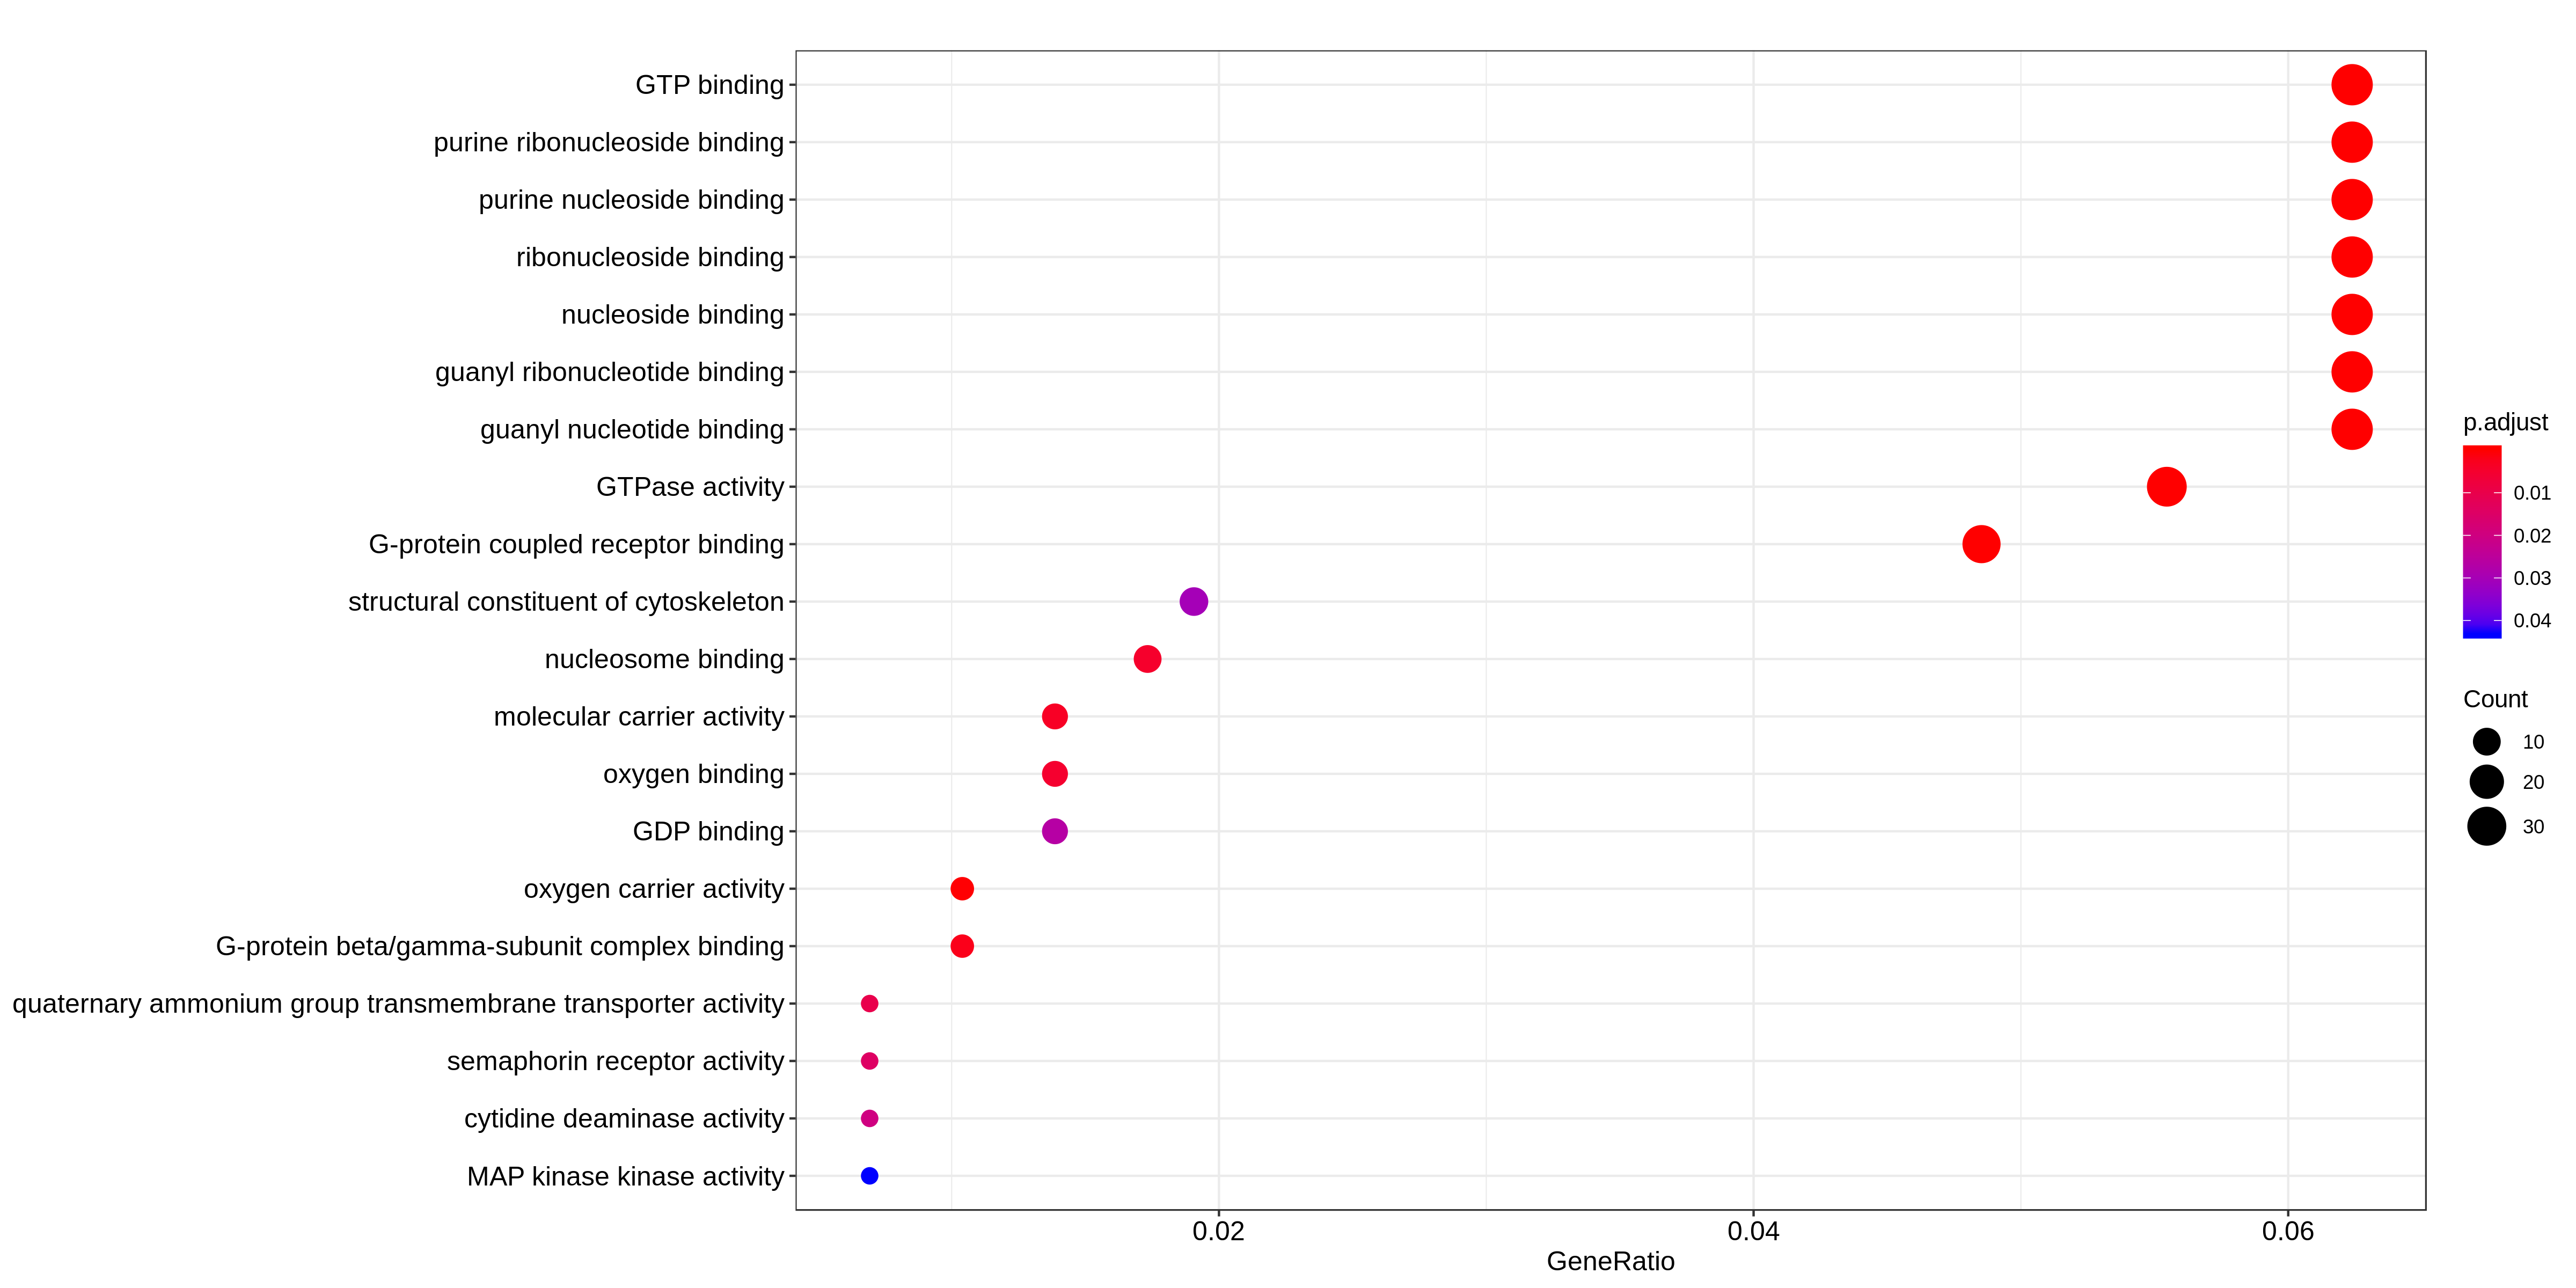 GTP binding
purine ribonucleoside binding
purine nucleoside binding
ribonucleoside binding
nucleoside binding
guanyl ribonucleotide binding
guanyl nucleotide binding
GTPase activity
G-protein coupled receptor binding
structural constituent of cytoskeleton
nucleosome binding
molecular carrier activity
oxygen binding
GDP binding
oxygen carrier activity
G-protein beta/gamma-subunit complex binding
quaternary ammonium group transmembrane transporter activity
semaphorin receptor activity
cytidine deaminase activity
MAP kinase kinase activity
0.02 0.04 0.06
GeneRatio
p.adjust
0.01
0.02
0.03
0.04
Count
10
20
30